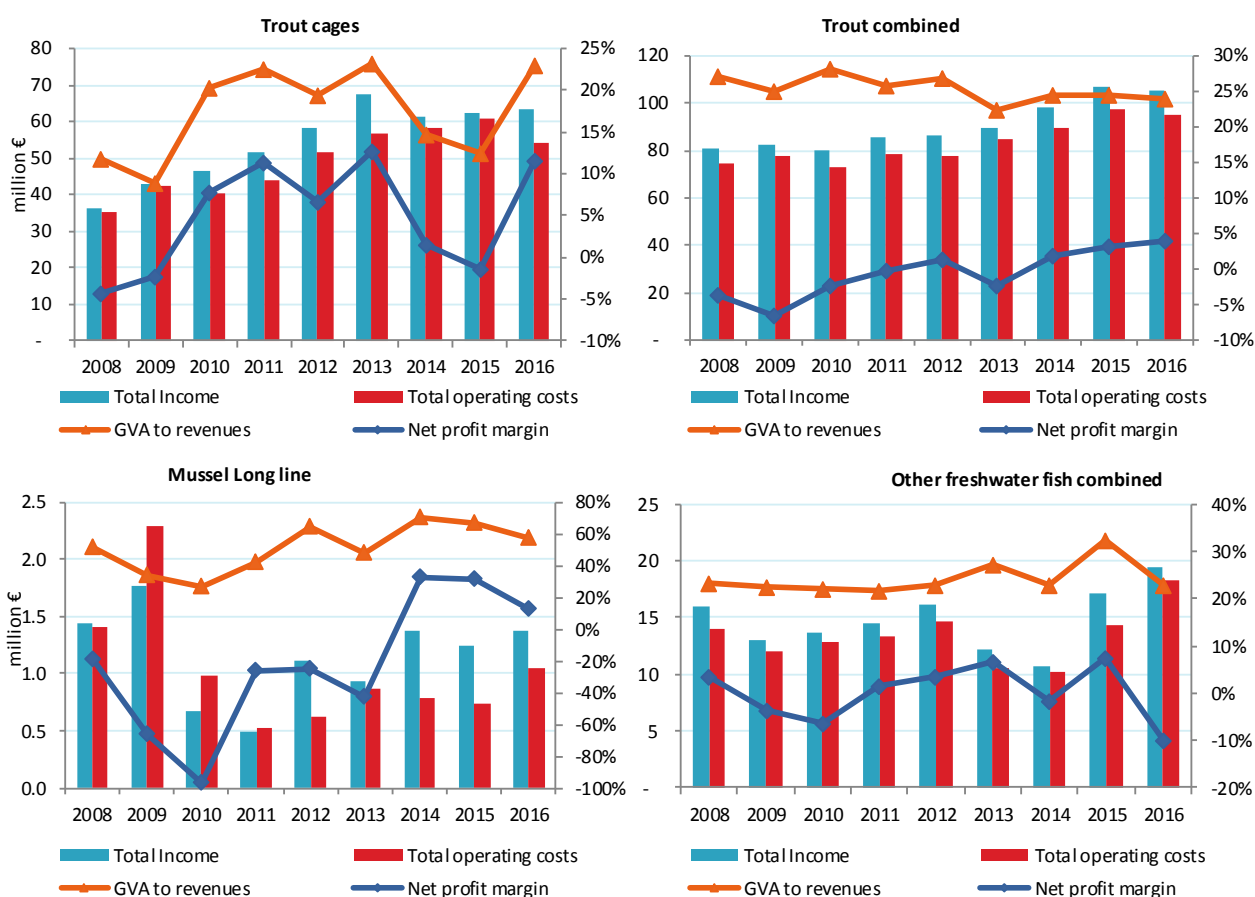 Trout cages
80
70
60
50
40
30
20
10
-
million €
25%
20%
15%
10%
5%
0%
-5%
-10%
2008 2009 2010 2011 2012 2013 2014 2015 2016
Total Income
Total operating costs
GVA to revenues
Net profit margin
Trout combined
120
100
80
60
40
20
-
30%
25%
20%
15%
10%
5%
0%
-5%
-10%
2008 2009 2010 2011 2012 2013 2014 2015 2016
Total Income
Total operating costs
GVA to revenues
Net profit margin
Mussel Long line
2.5
2.0
1.5
1.0
0.5
0.0
million €
80%
60%
40%
20%
0%
-20%
-40%
-60%
-80%
-100%
2008 2009 2010 2011 2012 2013 2014 2015 2016
Total Income
Total operating costs
GVA to revenues
Net profit margin
Other freshwater fish combined
25
20
15
10
5
-
40%
30%
20%
10%
0%
-10%
-20%
2008 2009 2010 2011 2012 2013 2014 2015 2016
Total Income
Total operating costs
GVA to revenues
Net profit margin